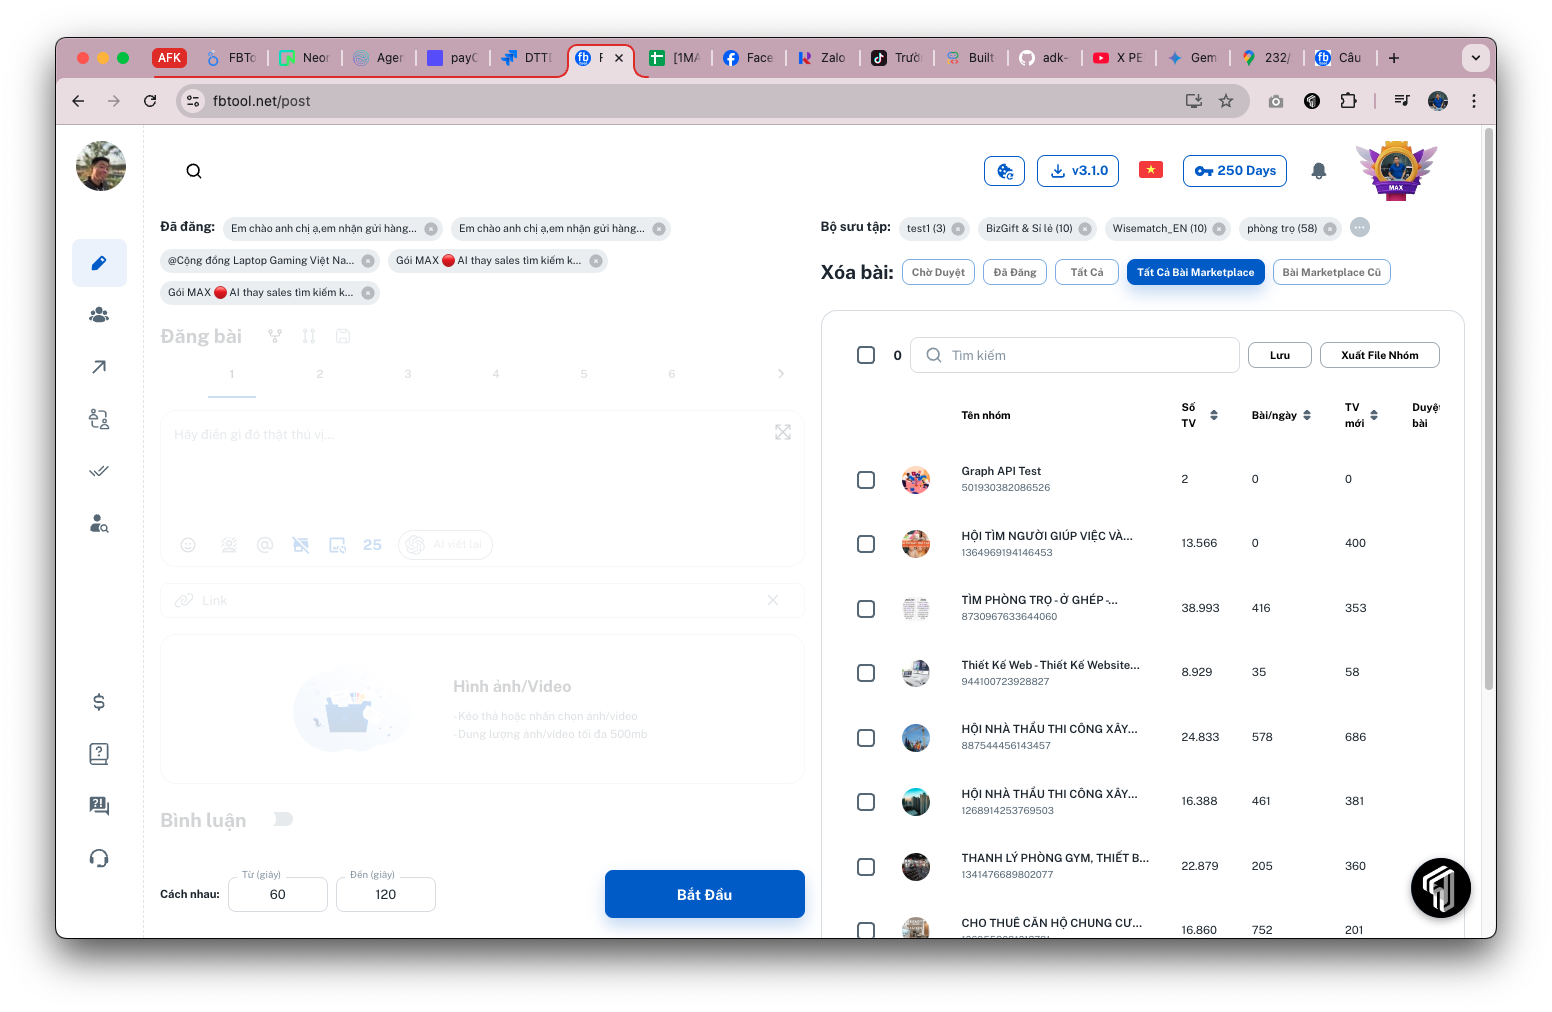 AFK
FBTo
Neor
Ager
DTTI
[1MA
Face
Zalo
Trườ
Built
adk-
X PE
Gem
232/
Câu
fbtool.net/post
v3.1.0
250 Days
MAX
Đã đăng:
Em chào anh chị ạ,em nhận gửi hàng...
Em chào anh chị ạ,em nhận gửi hàng...
@Cộng đồng Laptop Gaming Việt Na...
Gói MAX 🔴 AI thay sales tìm kiếm k...
Gói MAX 🔴 AI thay sales tìm kiếm k...
Bộ sưu tập:
test1 (3)
BizGift & Sỉ lẻ (10)
Wisematch_EN (10)
phòng trọ (58)
Xóa bài:
Chờ Duyệt
Đã Đăng
Tất Cả
Tất Cả Bài Marketplace
Bài Marketplace Cũ
Đăng bài
1 2 3 4 5 6
Hãy điền gì đó thật thú vị...
25
AI viết lại
Link
Hình ảnh/Video
-Kéo thả hoặc nhấn chọn ảnh/video
-Dung lượng ảnh/video tối đa 500mb
Bình luận
Cách nhau:
Từ (giây)
60
Đến (giây)
120
Bắt Đầu
0
Tìm kiếm
Lưu
Xuất File Nhóm
Tên nhóm
Số TV
Bài/ngày
TV mới
Duyệt bài
Graph API Test
501930382086526
2 0 0
HỘI TÌM NGƯỜI GIÚP VIỆC VÀ...
1364969194146453
13.566 0 400
TÌM PHÒNG TRỌ - Ở GHÉP -...
8730967633644060
38.993 416 353
Thiết Kế Web - Thiết Kế Website...
944100723928827
8.929 35 58
HỘI NHÀ THẦU THI CÔNG XÂY...
887544456143457
24.833 578 686
HỘI NHÀ THẦU THI CÔNG XÂY...
1268914253769503
16.388 461 381
THANH LÝ PHÒNG GYM, THIẾT B...
1341476689802077
22.879 205 360
CHO THUÊ CĂN HỘ CHUNG CƯ...
16.860 752 201